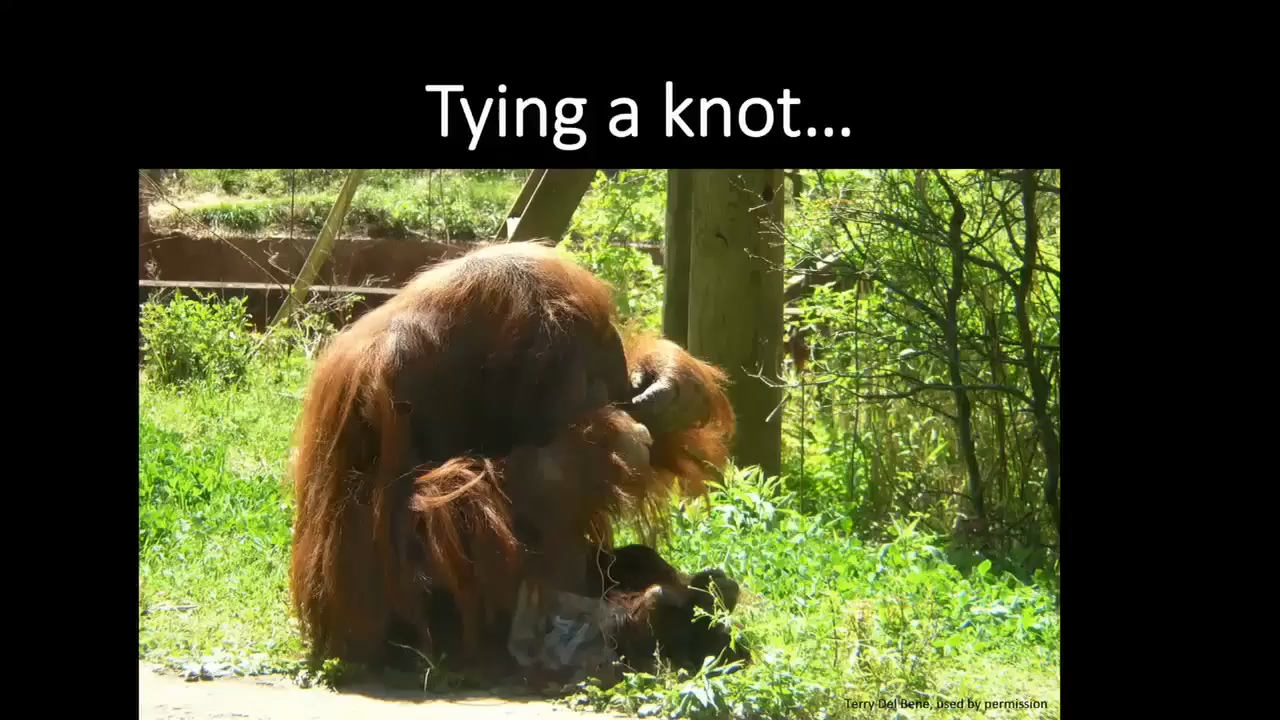 Tying a knot...
Terry Del Bene, used by permission